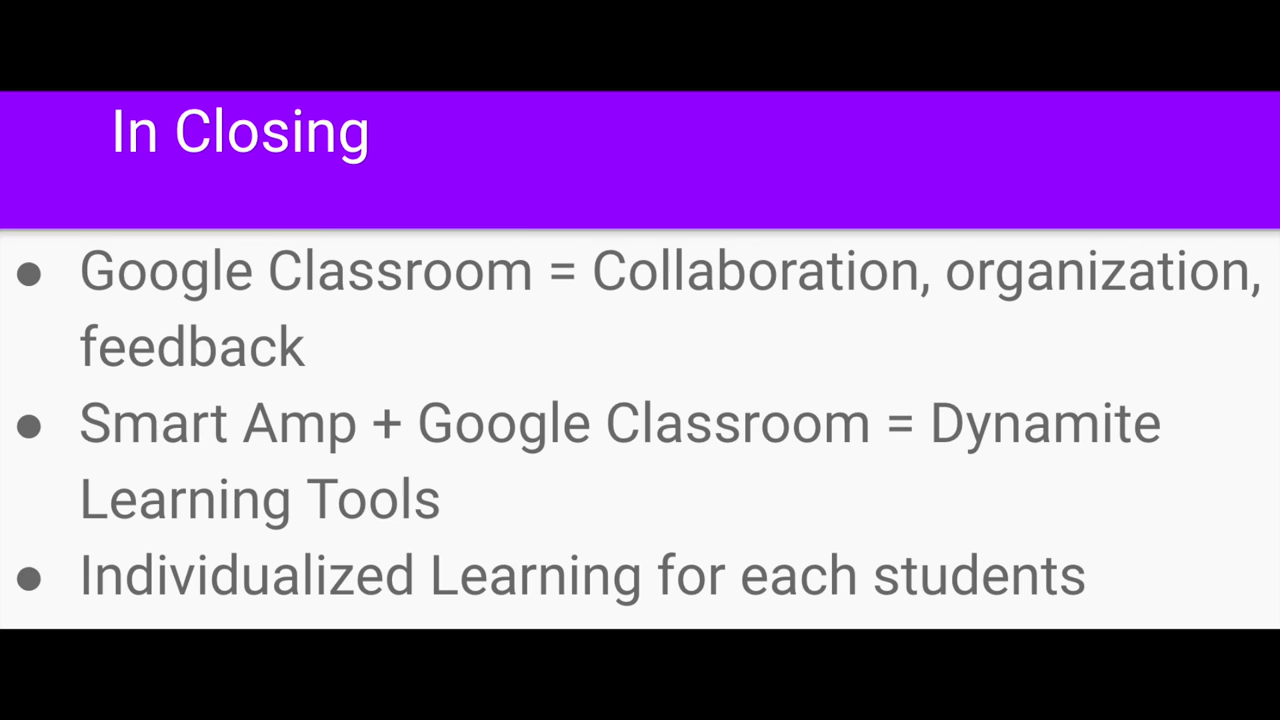 In Closing
● Google Classroom = Collaboration, organization,
feedback
● Smart Amp + Google Classroom = Dynamite
Learning Tools
● Individualized Learning for each students